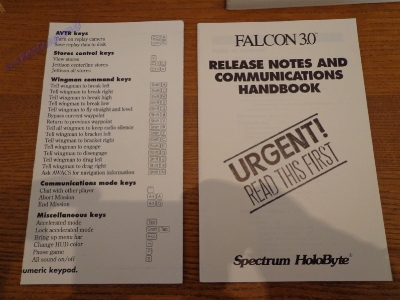 AVTR keys
Turn on replay camera
Save replay data to disk
Stores control keys
View stores
Jettison centerline stores
Jettison all stores
Wingman command keys
Tell wingman to break left
Tell wingman to break right
Tell wingman to break high
Tell wingman to break low
Tell wingman to fly straight and level
Bypass current waypoint
Return to previous waypoint
Tell all wingmen to keep radio silence
Tell wingman to bracket left
Tell wingman to bracket right
Tell wingman to engage
Tell wingman to disengage
Tell wingman to drag left
Tell wingman to drag right
Ask AWACS for navigation information
Communications mode keys
Chat with other player
Abort Mission
End Mission
Miscellaneous keys
Accelerated mode
Lock accelerated mode
Bring up menu bar
Change HUD color
Pause game
All sound on/off
umeric keypad.
FALCON 3.0™
RELEASE NOTES AND
COMMUNICATIONS
HANDBOOK
URGENT!
READ THIS FIRST
Spectrum HoloByte®